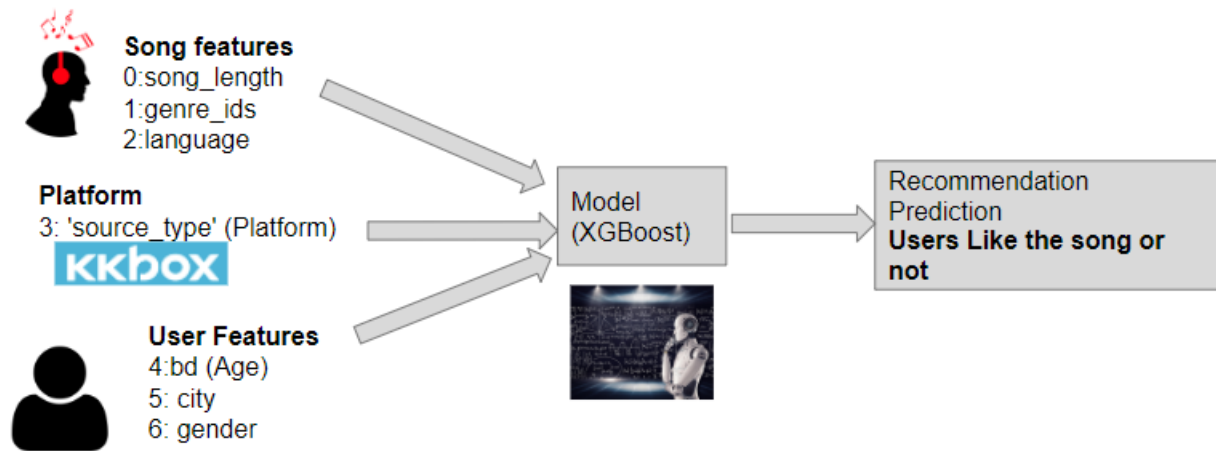 Song features
0:song_length
1:genre_ids
2:language
Platform
3: 'source_type' (Platform)
KKBOX
User Features
4:bd (Age)
5: city
6: gender
Model
(XGBoost)
Recommendation
Prediction
Users Like the song or
not